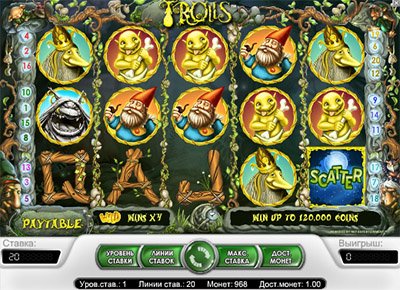 TROLLS
Q A J
SCATTER
PAYTABLE
WILD WINS X4 WIN UP TO 120.000 COINS
Ставка: Выигрыш:
20 0
УРОВЕНЬ СТАВКИ
ЛИНИИ СТАВОК
МАКС. СТАВКА
ДОСТ. МОНЕТ
Уров.став.: 1 Линии став.: 20 Монет: 968 Дост.монет: 1.00